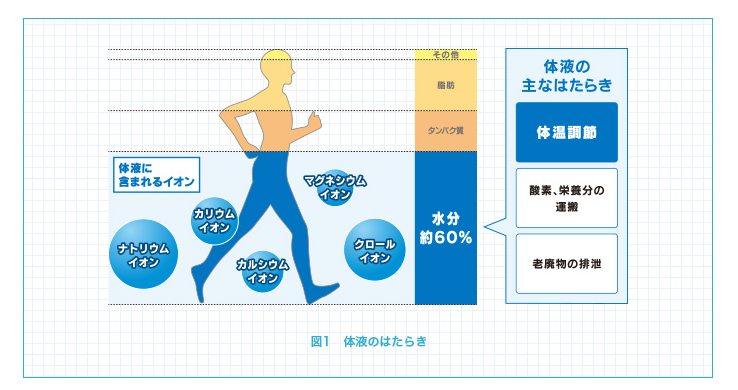 その他
脂肪
タンパク質
水分
約60%
体液に
含まれるイオン
マグネシウム
イオン
カリウム
イオン
ナトリウム
イオン
カルシウム
イオン
クロール
イオン
体液の
主なはたらき
体温調節
酸素、栄養分の
運搬
老廃物の排泄
図1 体液のはたらき